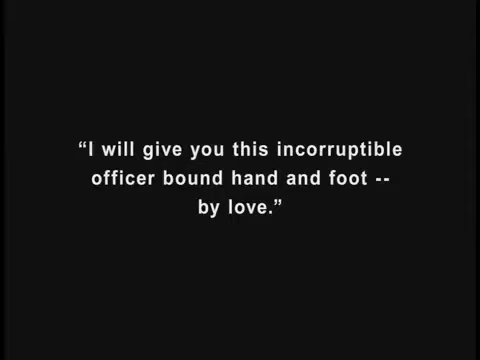 “I will give you this incorruptible
officer bound hand and foot --
by love.”